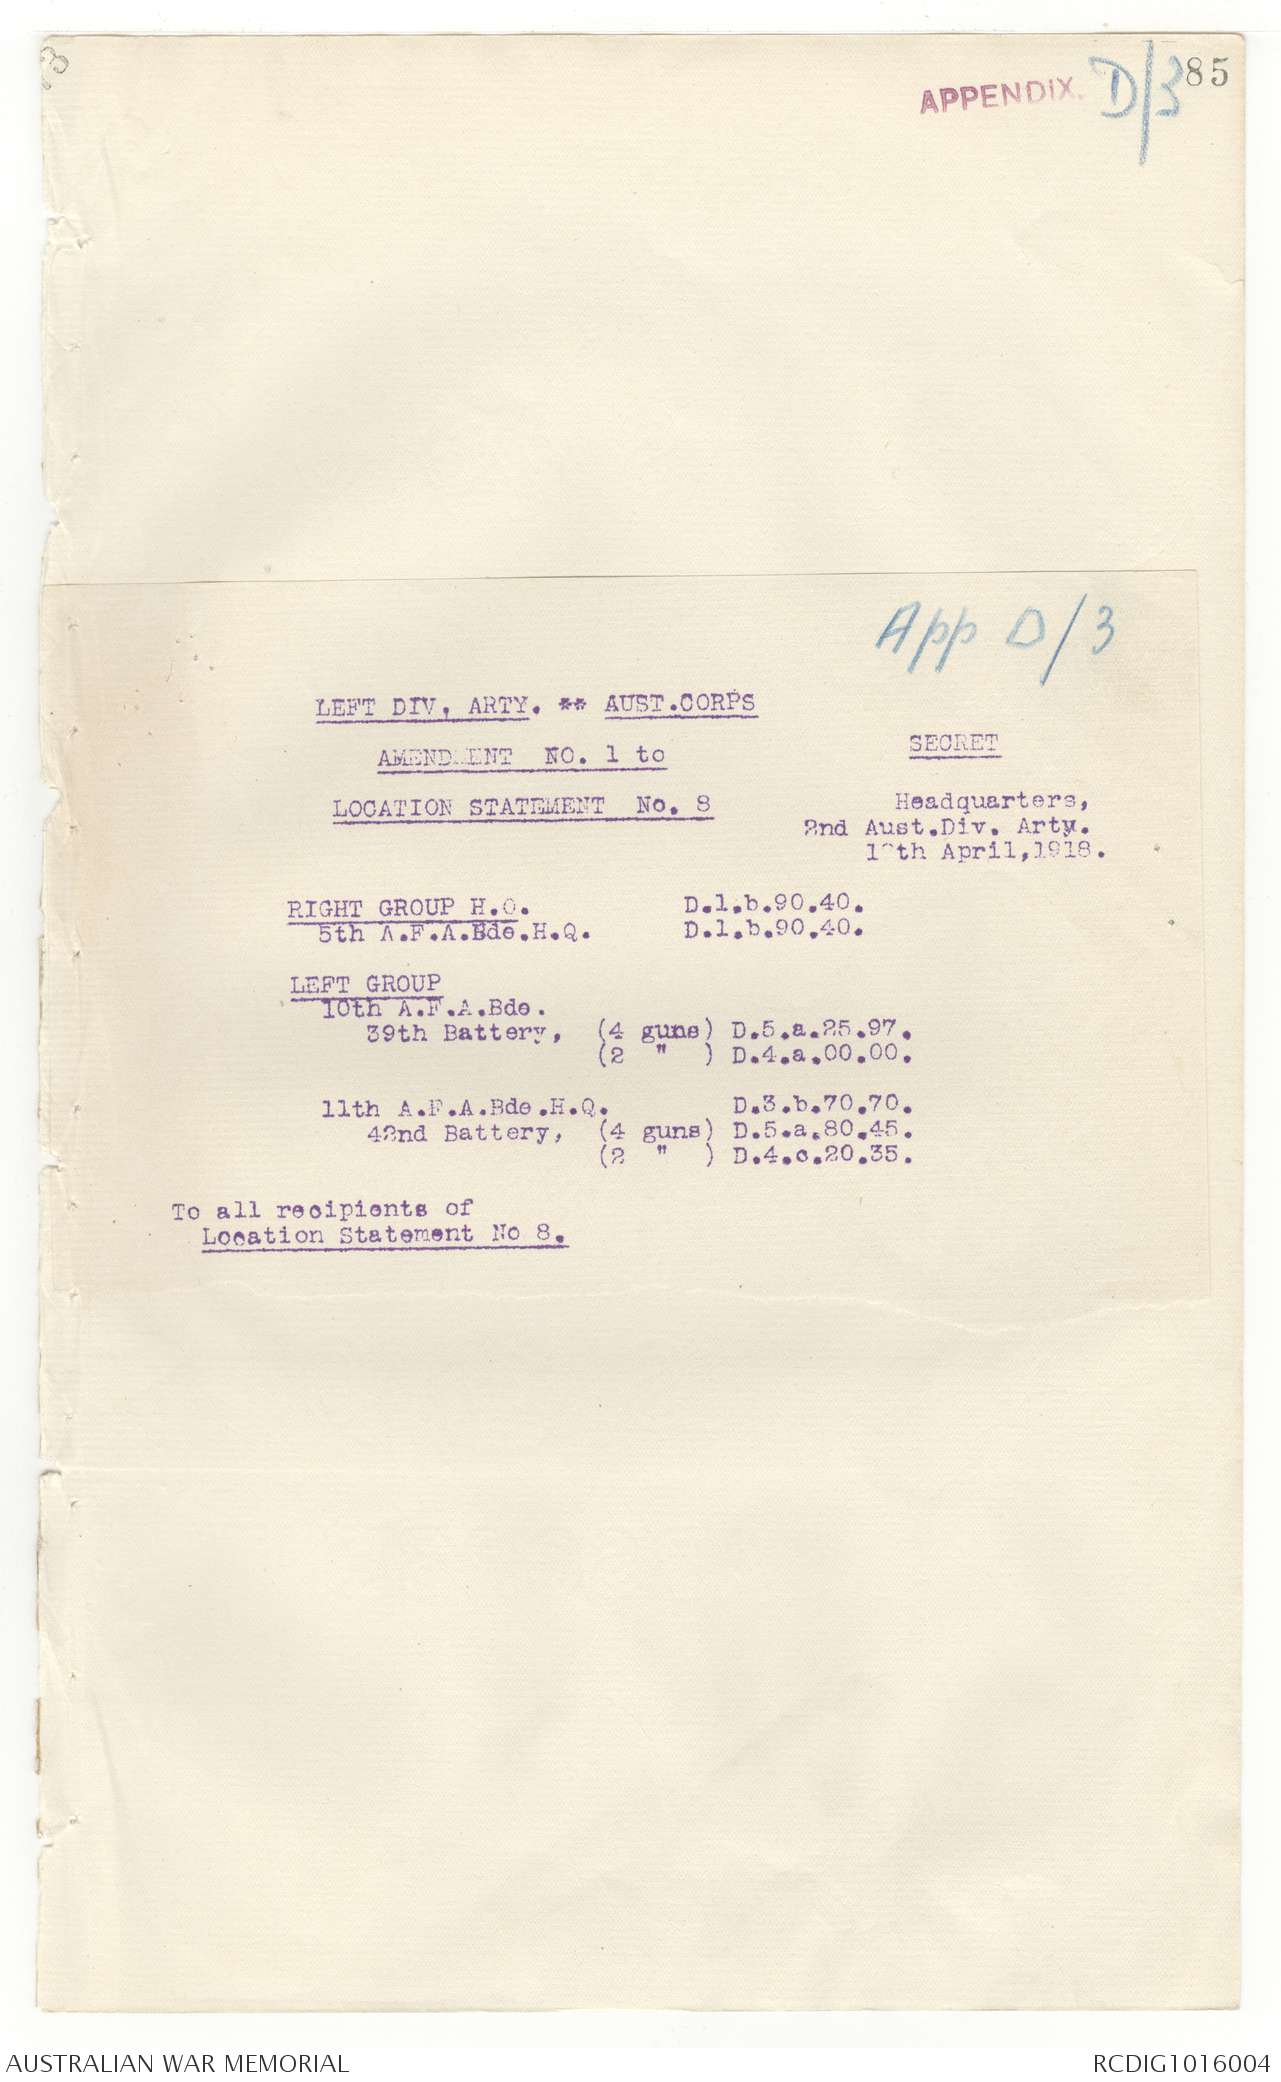 APPENDIX. D/3 85
App D/3
LEFT DIV, ARTY. ** AUST.CORPS
AMENDMENT NO. 1 to
SECRET
LOCATION STATEMENT No. 8
Headquarters,
2nd Aust.Div. Arty.
April,1918.
RIGHT GROUP H.Q. D.1.b.90.40.
5th A.F.A.Bde.H.Q. D.1.b.90.40.
LEFT GROUP
10th A.F.A.Bde.
39th Battery, (4 guns) D.5.a.25.97.
(2 " ) D.4.a.00.00.
11th A.F.A.Bde.H.Q. D.3.b.70.70.
42nd Battery, (4 guns) D.5.a.80.45.
(2 " ) D.4.c.20.35.
To all recipients of
Location Statement No 8.
AUSTRALIAN WAR MEMORIAL
RCDIG1016004